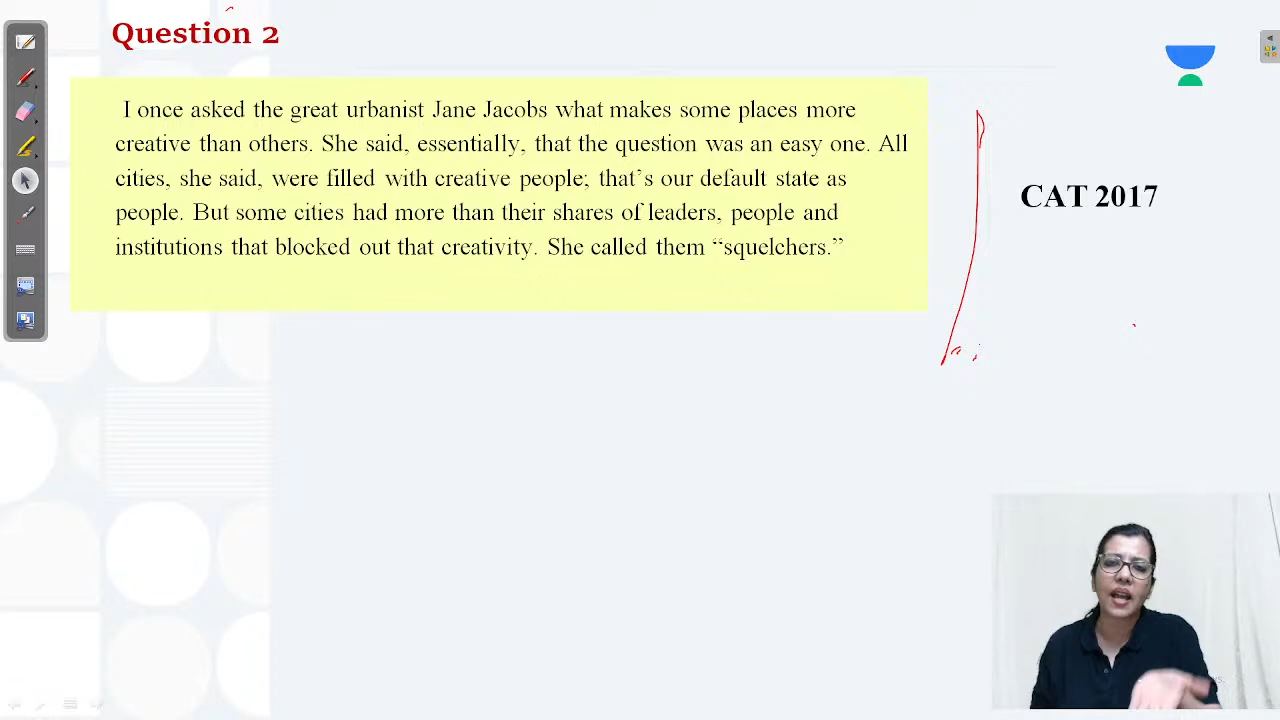 Question 2
I once asked the great urbanist Jane Jacobs what makes some places more
creative than others. She said, essentially, that the question was an easy one. All
cities, she said, were filled with creative people; that’s our default state as
people. But some cities had more than their shares of leaders, people and
institutions that blocked out that creativity. She called them “squelchers.”
CAT 2017